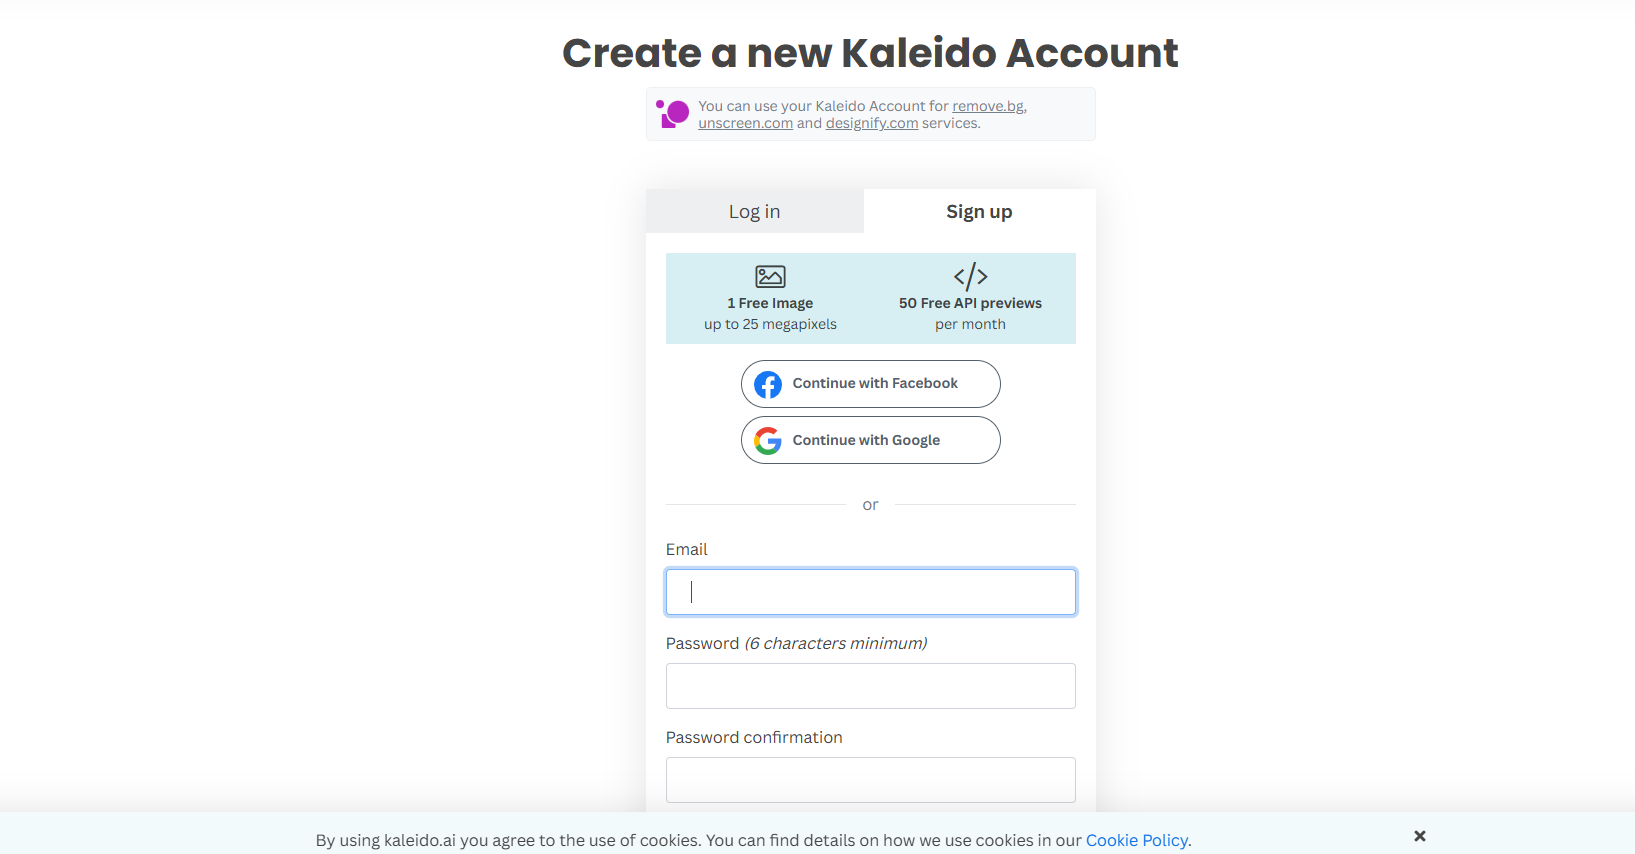 Create a new Kaleido Account
You can use your Kaleido Account for remove.bg,
unscreen.com and designify.com services.
Log in
Sign up
1 Free Image
up to 25 megapixels
50 Free API previews
per month
Continue with Facebook
Continue with Google
or
Email
Password (6 characters minimum)
Password confirmation
By using kaleido.ai you agree to the use of cookies. You can find details on how we use cookies in our Cookie Policy.